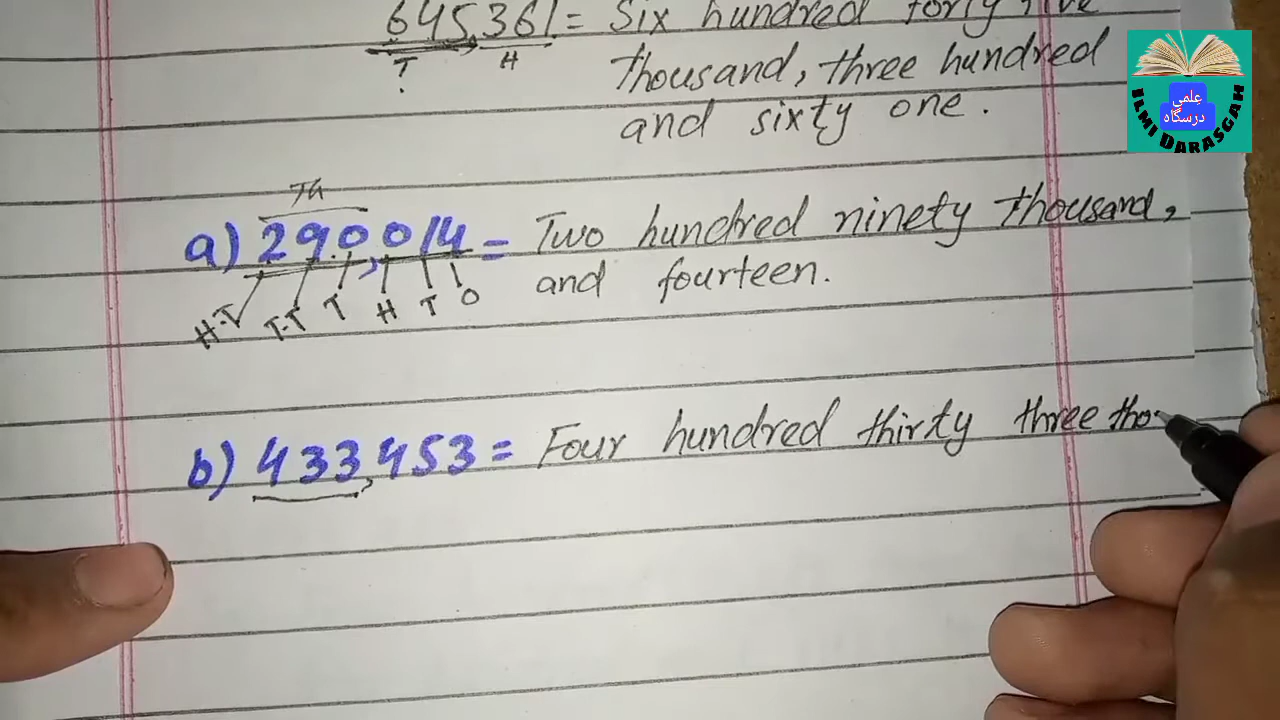 645,361 = Six hundred forty five
T H
thousand, three hundred
and sixty one.
Th
a) 290,014 = Two hundred ninety thousand,
and fourteen.
H-T T-T T H T O
b) 433,453 = Four hundred thirty three tho
علمی
درسگاہ
ILMI DARASGAH